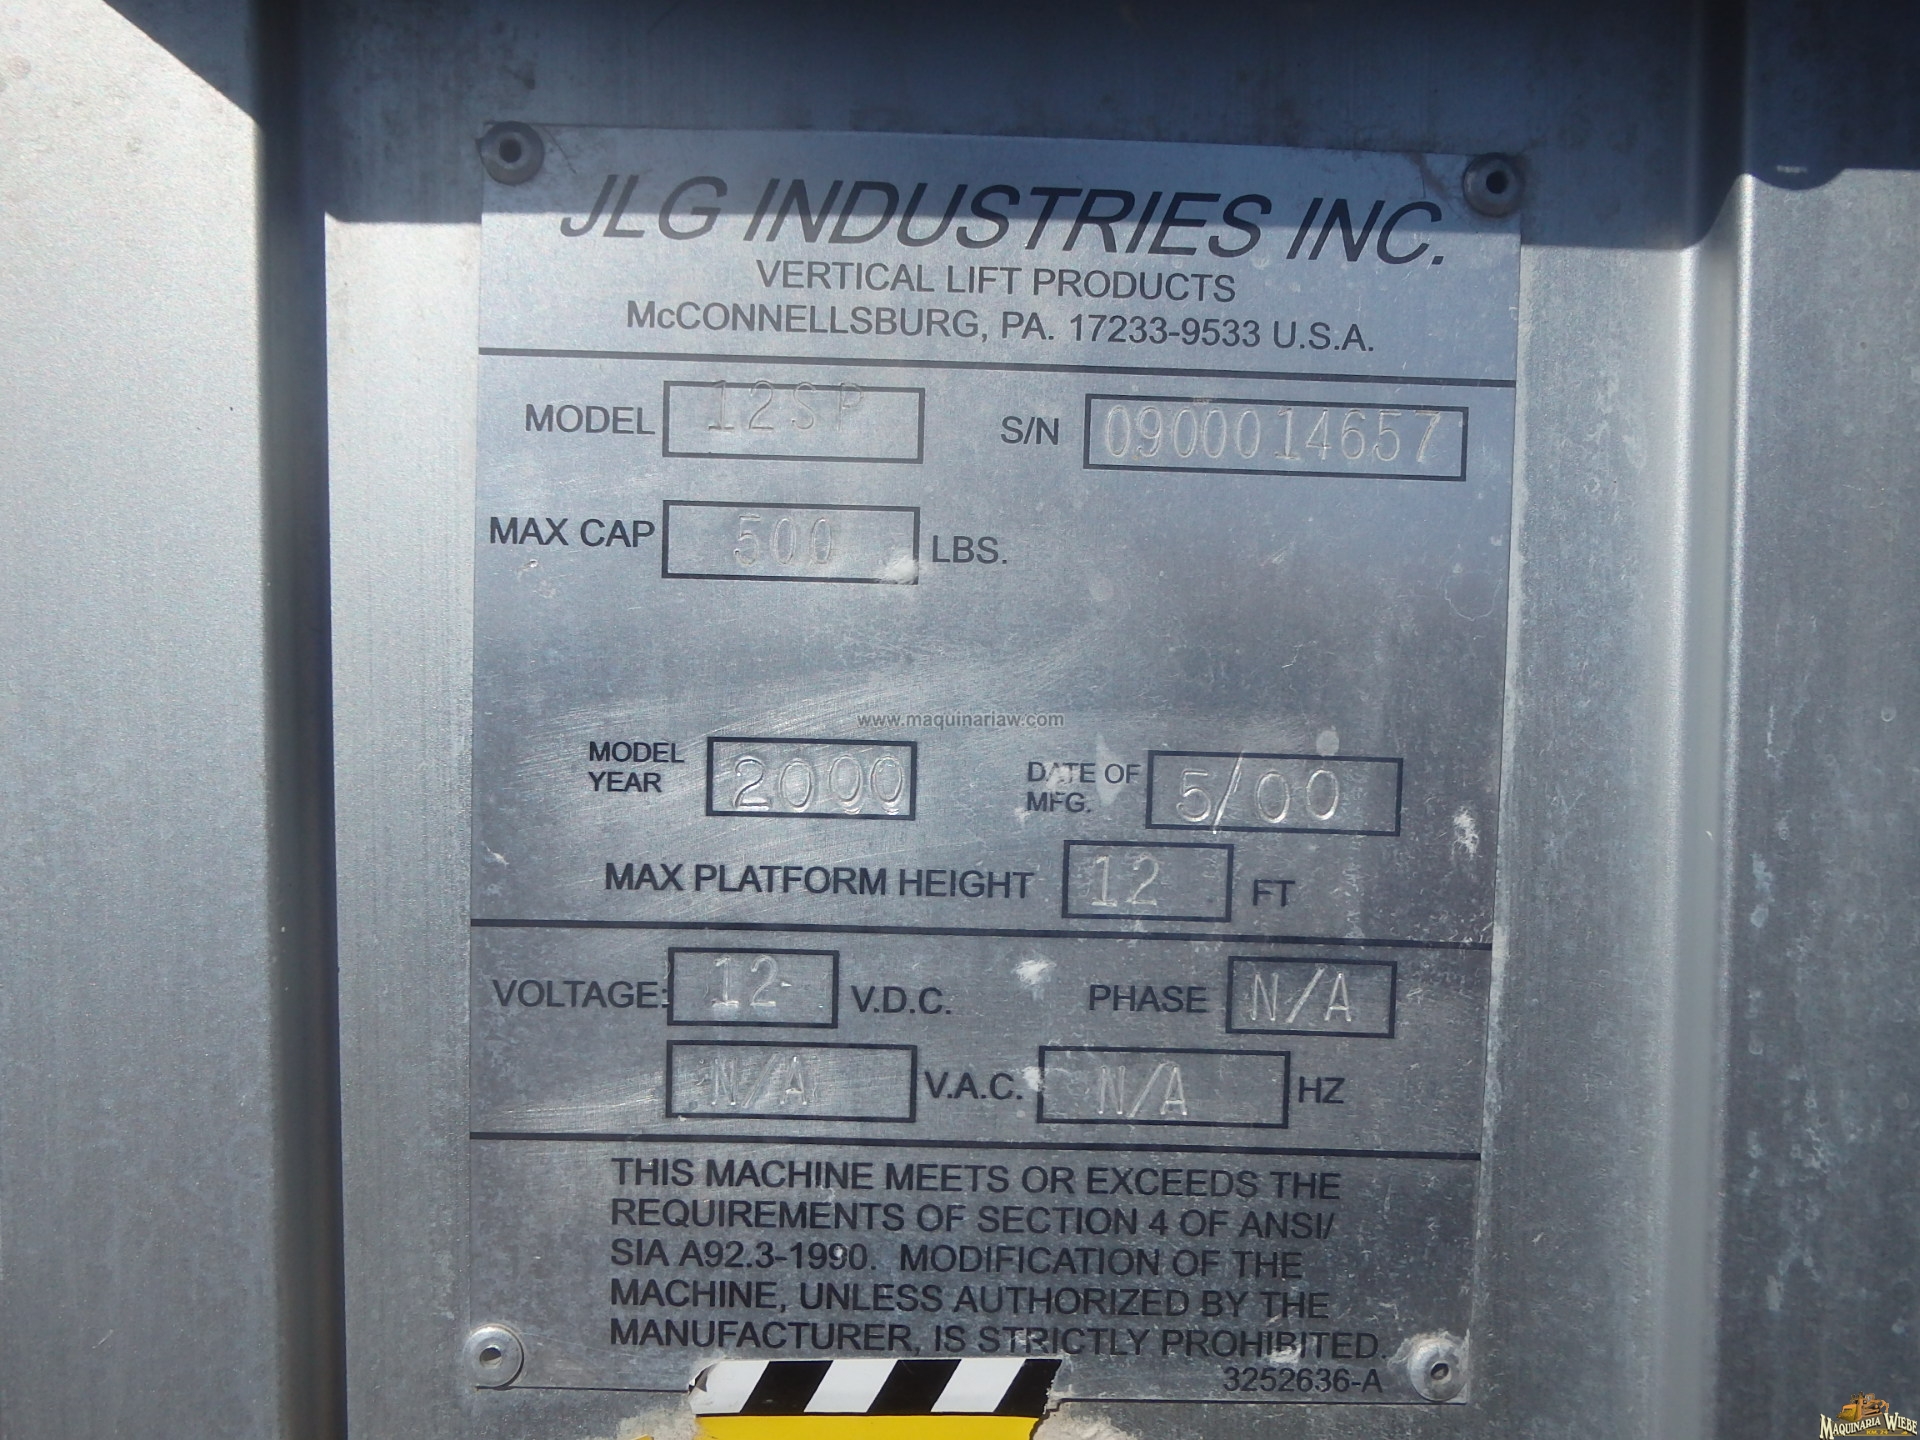 JLG INDUSTRIES INC.
VERTICAL LIFT PRODUCTS
McCONNELLSBURG, PA. 17233-9533 U.S.A.
MODEL 12SP S/N 0900014657
MAX CAP 500 LBS.
www.maquinariaw.com
MODEL YEAR 2000 DATE OF MFG. 5/00
MAX PLATFORM HEIGHT 12 FT
VOLTAGE: 12 V.D.C. PHASE N/A
N/A V.A.C. N/A HZ
THIS MACHINE MEETS OR EXCEEDS THE
REQUIREMENTS OF SECTION 4 OF ANSI/
SIA A92.3-1990. MODIFICATION OF THE
MACHINE, UNLESS AUTHORIZED BY THE
MANUFACTURER, IS STRICTLY PROHIBITED.
3252636-A
MAQUINARIA WIEBE
KM. 24